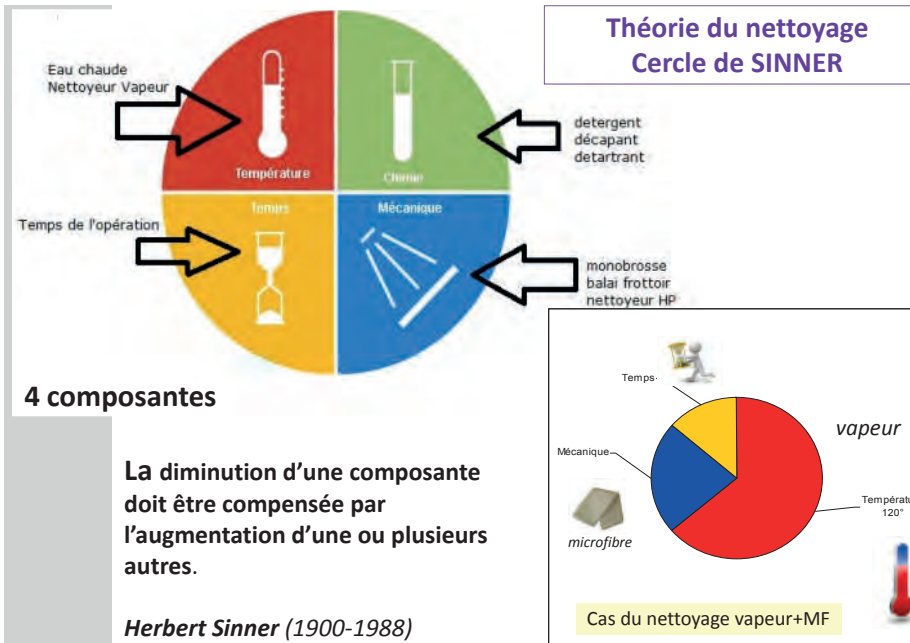 Théorie du nettoyage
Cercle de SINNER
Eau chaude
Nettoyeur Vapeur
Température
Chimie
detergent
décapant
detartrant
Temps de l'opération
Temps
Mécanique
monobrosse
balai frottoir
nettoyeur HP
4 composantes
La diminution d'une composante
doit être compensée par
l'augmentation d'une ou plusieurs
autres.
Herbert Sinner (1900-1988)
Temps
vapeur
Mécanique
Températu
120°
microfibre
Cas du nettoyage vapeur+MF